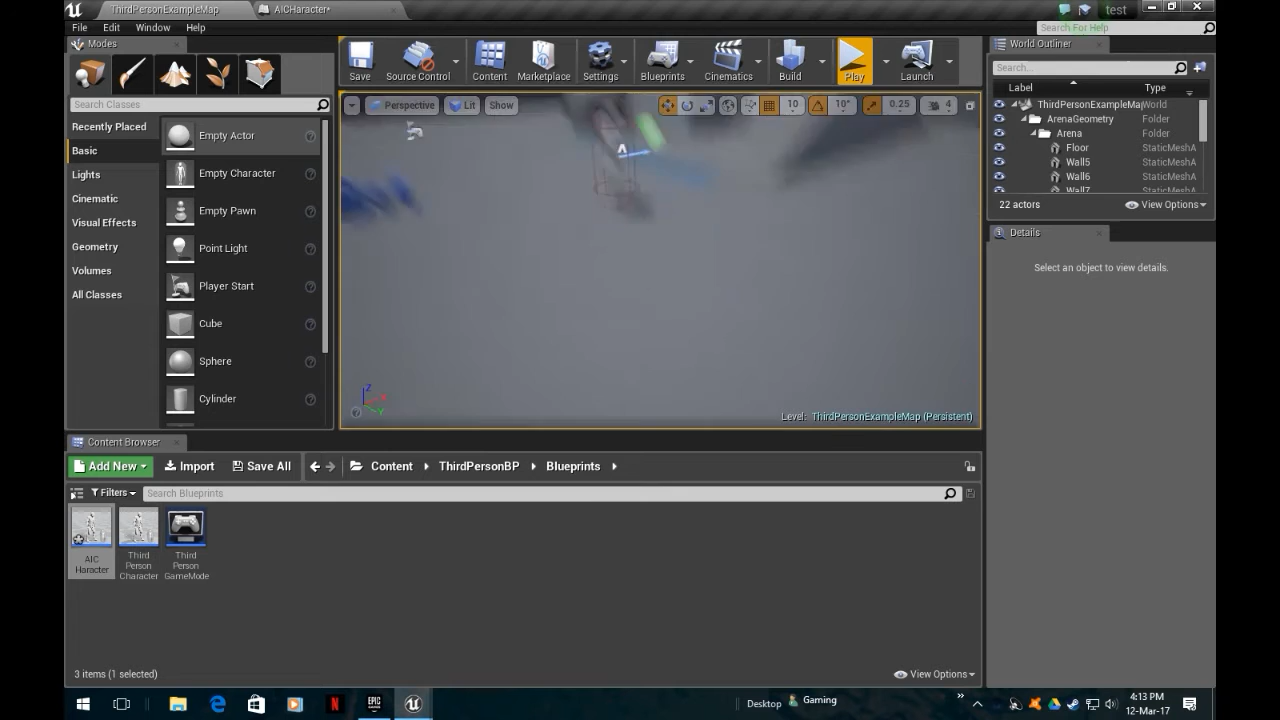 ThirdPersonExampleMap
AICHaracter*
test
File
Edit
Window
Help
Search For Help
Modes
Search Classes
Recently Played
Basic
Lights
Cinematic
Visual Effects
Geometry
Volumes
All Classes
Empty Actor
Empty Character
Empty Pawn
Point Light
Player Start
Cube
Sphere
Cylinder
Save
Source Control
Content
Marketplace
Settings
Blueprints
Cinematics
Build
Play
Launch
Perspective
Lit
Show
10
10°
0.25
4
Z
X
Y
Level: ThirdPersonExampleMap (Persistent)
World Outliner
Search...
Label
Type
ThirdPersonExampleMap World
ArenaGeometry Folder
Arena Folder
Floor StaticMeshA
Wall5 StaticMeshA
Wall6 StaticMeshA
Wall7 StaticMeshA
22 actors
View Options
Details
Select an object to view details.
Content Browser
Add New
Import
Save All
Content
ThirdPersonBP
Blueprints
Filters
Search Blueprints
AIC
Haracter
Third
Person
Character
Third
Person
GameMode
3 items (1 selected)
View Options
N
EPIC
GAMES
Desktop
Gaming
4:13 PM
12-Mar-17